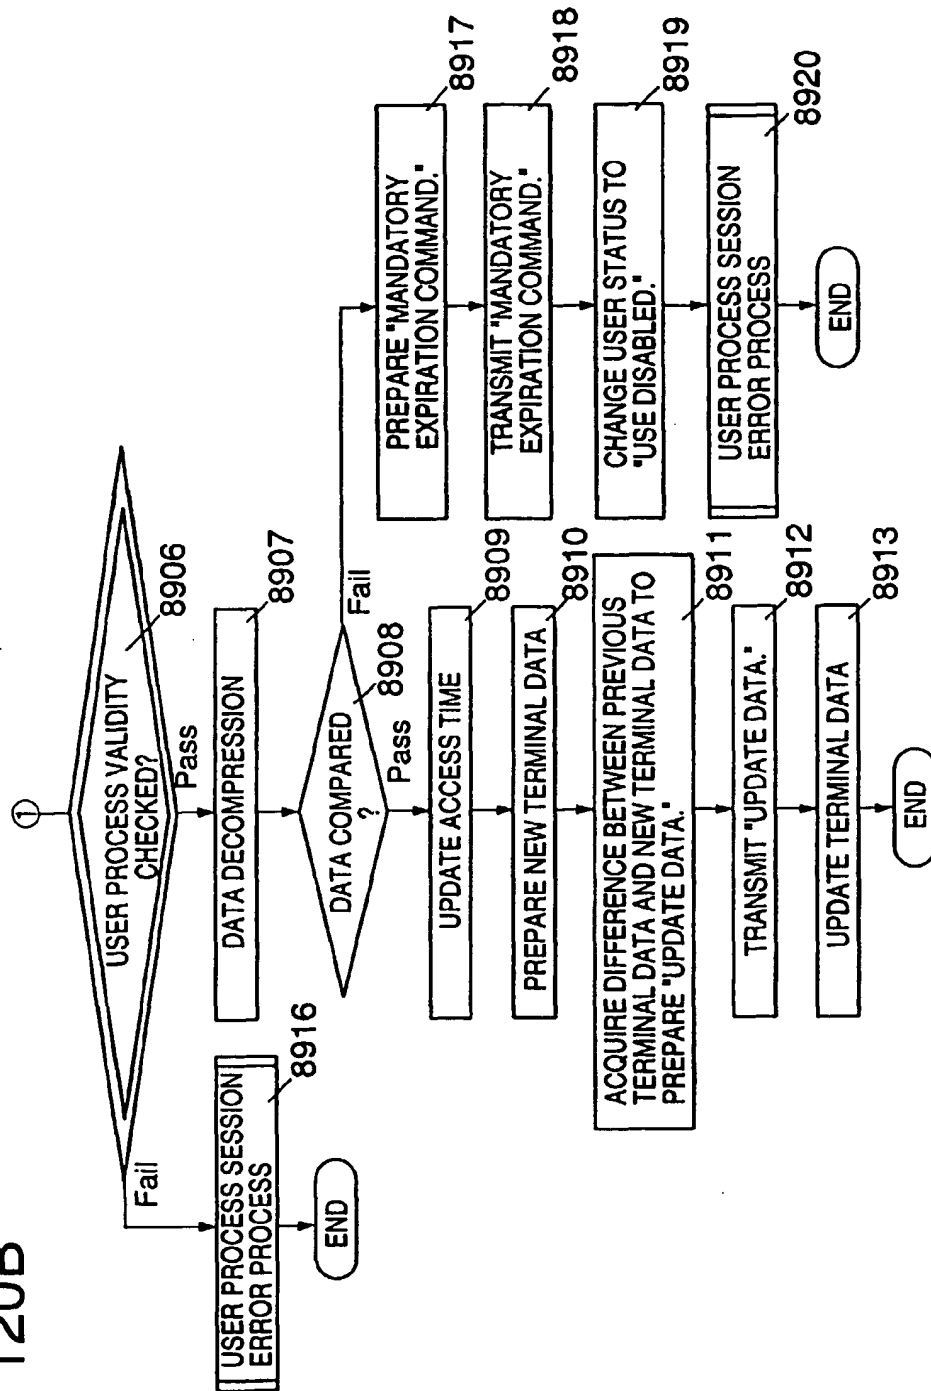 120B
1
USER PROCESS VALIDITY
CHECKED?
8906
Fail
Pass
USER PROCESS SESSION
ERROR PROCESS
8916
END
DATA DECOMPRESSION
8907
DATA COMPARED
?
8908
Fail
Pass
UPDATE ACCESS TIME
8909
PREPARE NEW TERMINAL DATA
8910
ACQUIRE DIFFERENCE BETWEEN PREVIOUS
TERMINAL DATA AND NEW TERMINAL DATA TO
PREPARE "UPDATE DATA."
8911
TRANSMIT "UPDATE DATA."
8912
UPDATE TERMINAL DATA
8913
END
PREPARE "MANDATORY
EXPIRATION COMMAND."
8917
TRANSMIT "MANDATORY
EXPIRATION COMMAND."
8918
CHANGE USER STATUS TO
"USE DISABLED."
8919
USER PROCESS SESSION
ERROR PROCESS
8920
END